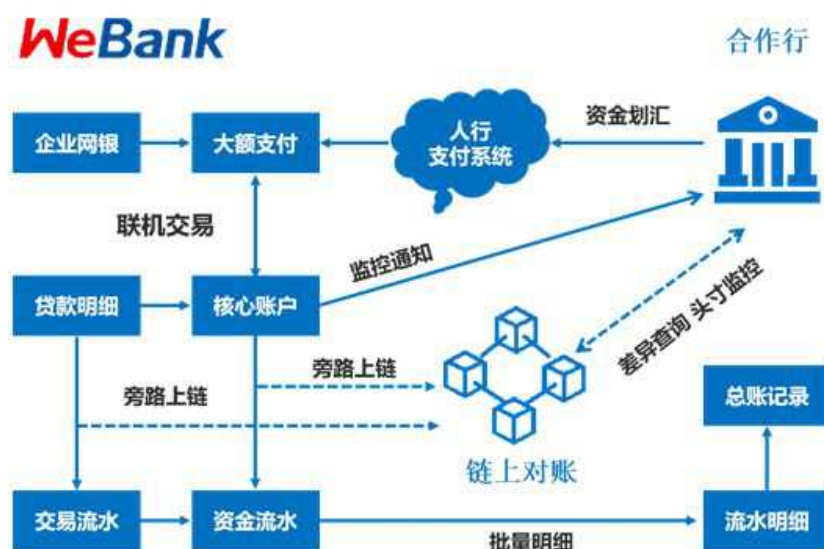 WeBank
合作行
企业网银
大额支付
人行
支付系统
资金划汇
联机交易
监控通知
贷款明细
核心账户
差异查询 头寸监控
旁路上链
旁路上链
总账记录
链上对账
交易流水
资金流水
批量明细
流水明细